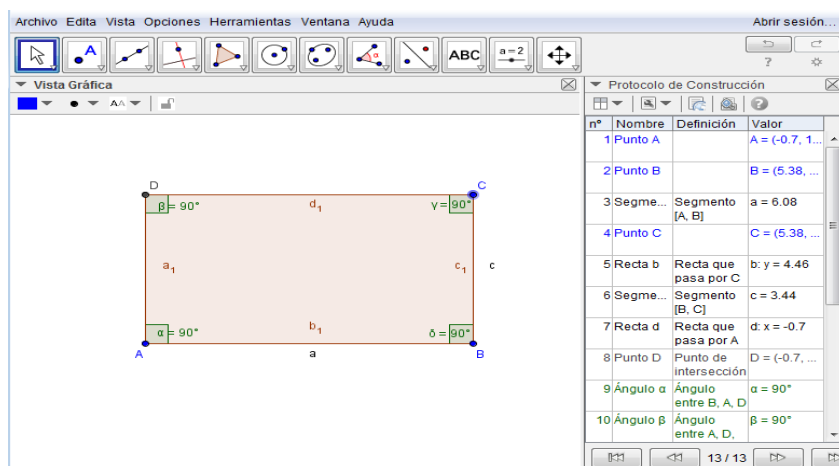 Archivo Edita Vista Opciones Herramientas Ventana Ayuda Abrir sesión...
A ABC a = 2
Vista Gráfica
AA
D C
β = 90° d1 γ = 90°
a1 c1 c
α = 90° b1 δ = 90°
A a B
Protocolo de Construcción
n° Nombre Definición Valor
1 Punto A A = (-0.7, 1...
2 Punto B B = (5.38, ...
3 Segme... Segmento a = 6.08
[A, B]
4 Punto C C = (5.38, ...
5 Recta b Recta que b: y = 4.46
pasa por C
6 Segme... Segmento c = 3.44
[B, C]
7 Recta d Recta que d: x = -0.7
pasa por A
8 Punto D Punto de D = (-0.7, ...
intersección
9 Ángulo α Ángulo α = 90°
entre B, A, D
10 Ángulo β Ángulo β = 90°
entre A, D,
13 / 13